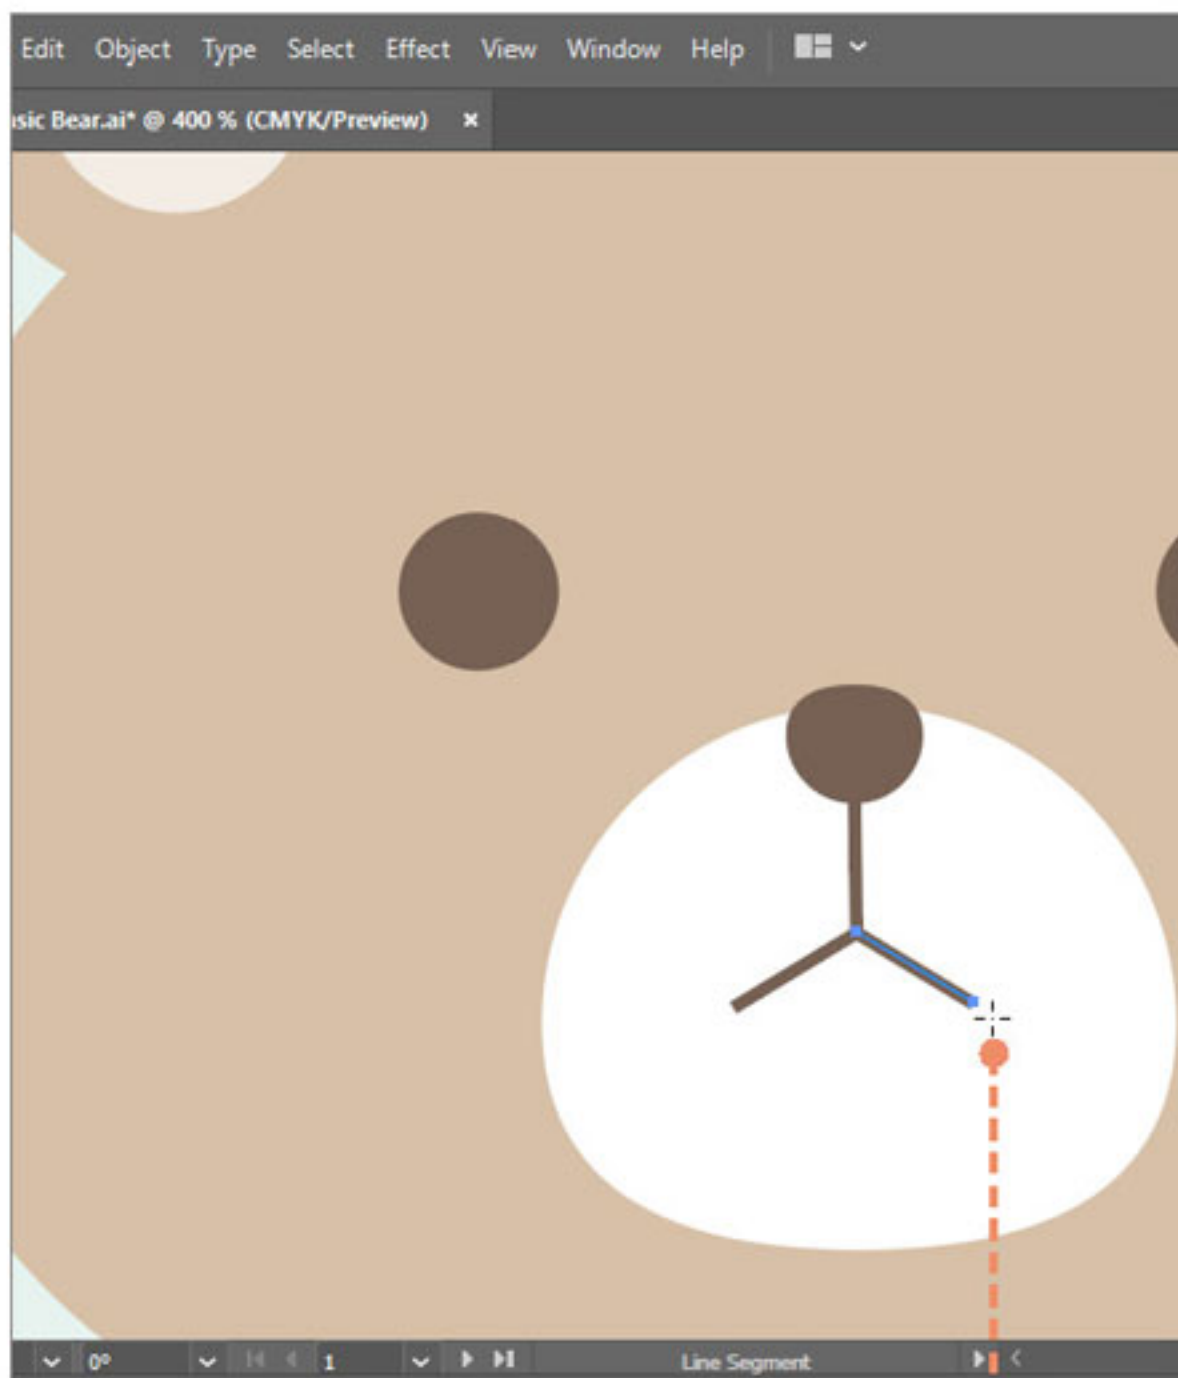 Edit Object Type Select Effect View Window Help
sic Bear.ai* @ 400 % (CMYK/Preview) ×
0° 1 Line Segment